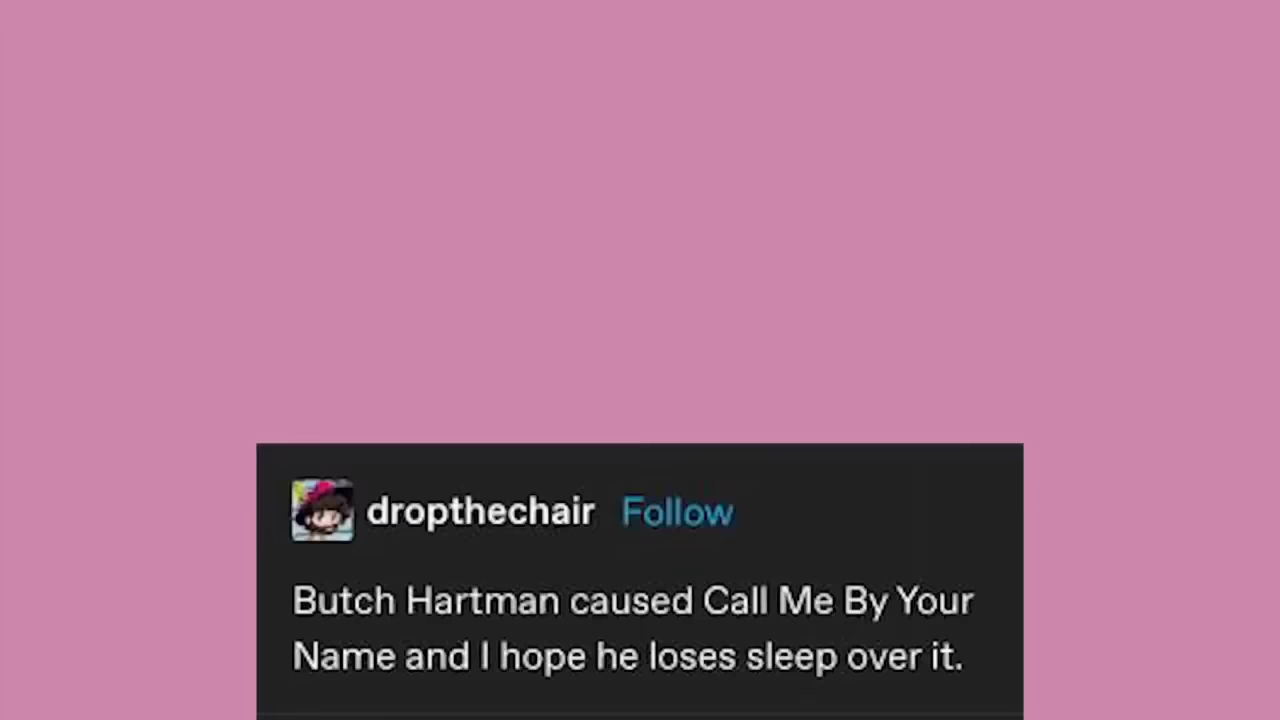 dropthechair Follow
Butch Hartman caused Call Me By Your
Name and I hope he loses sleep over it.